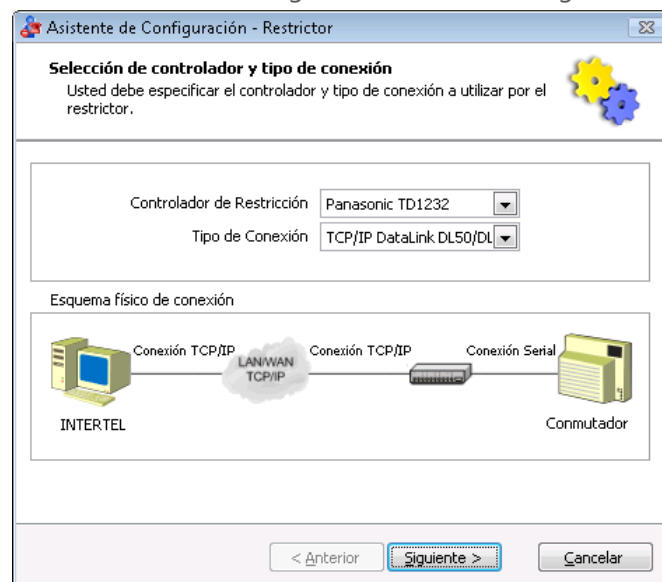 Asistente de Configuración - Restrictor
Selección de controlador y tipo de conexión
Usted debe especificar el controlador y tipo de conexión a utilizar por el
restrictor.
Controlador de Restricción
Panasonic TD1232
Tipo de Conexión
TCP/IP DataLink DL50/DL
Esquema físico de conexión
Conexión TCP/IP
LAN/WAN
TCP/IP
Conexión TCP/IP
Conexión Serial
INTERTEL
Conmutador
< Anterior
Siguiente >
Cancelar